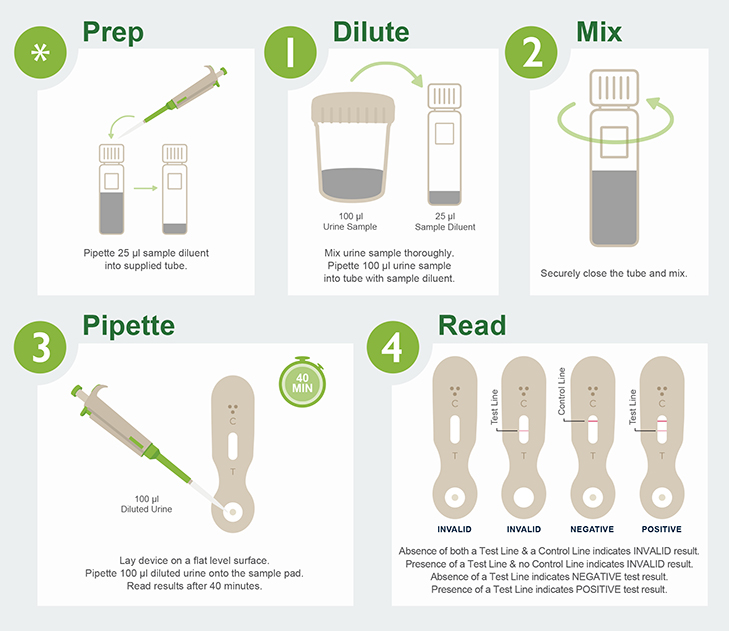 * Prep
Pipette 25 µl sample diluent
into supplied tube.
1 Dilute
100 µl
Urine Sample
25 µl
Sample Diluent
Mix urine sample thoroughly.
Pipette 100 µl urine sample
into tube with sample diluent.
2 Mix
Securely close the tube and mix.
3 Pipette
40
MIN
C
T
100 µl
Diluted Urine
Lay device on a flat level surface.
Pipette 100 µl diluted urine onto the sample pad.
Read results after 40 minutes.
4 Read
C
T
INVALID
Test Line
C
T
INVALID
Control Line
C
T
NEGATIVE
Test Line
C
T
POSITIVE
Absence of both a Test Line & a Control Line indicates INVALID result.
Presence of a Test Line & no Control Line indicates INVALID result.
Absence of a Test Line indicates NEGATIVE test result.
Presence of a Test Line indicates POSITIVE test result.